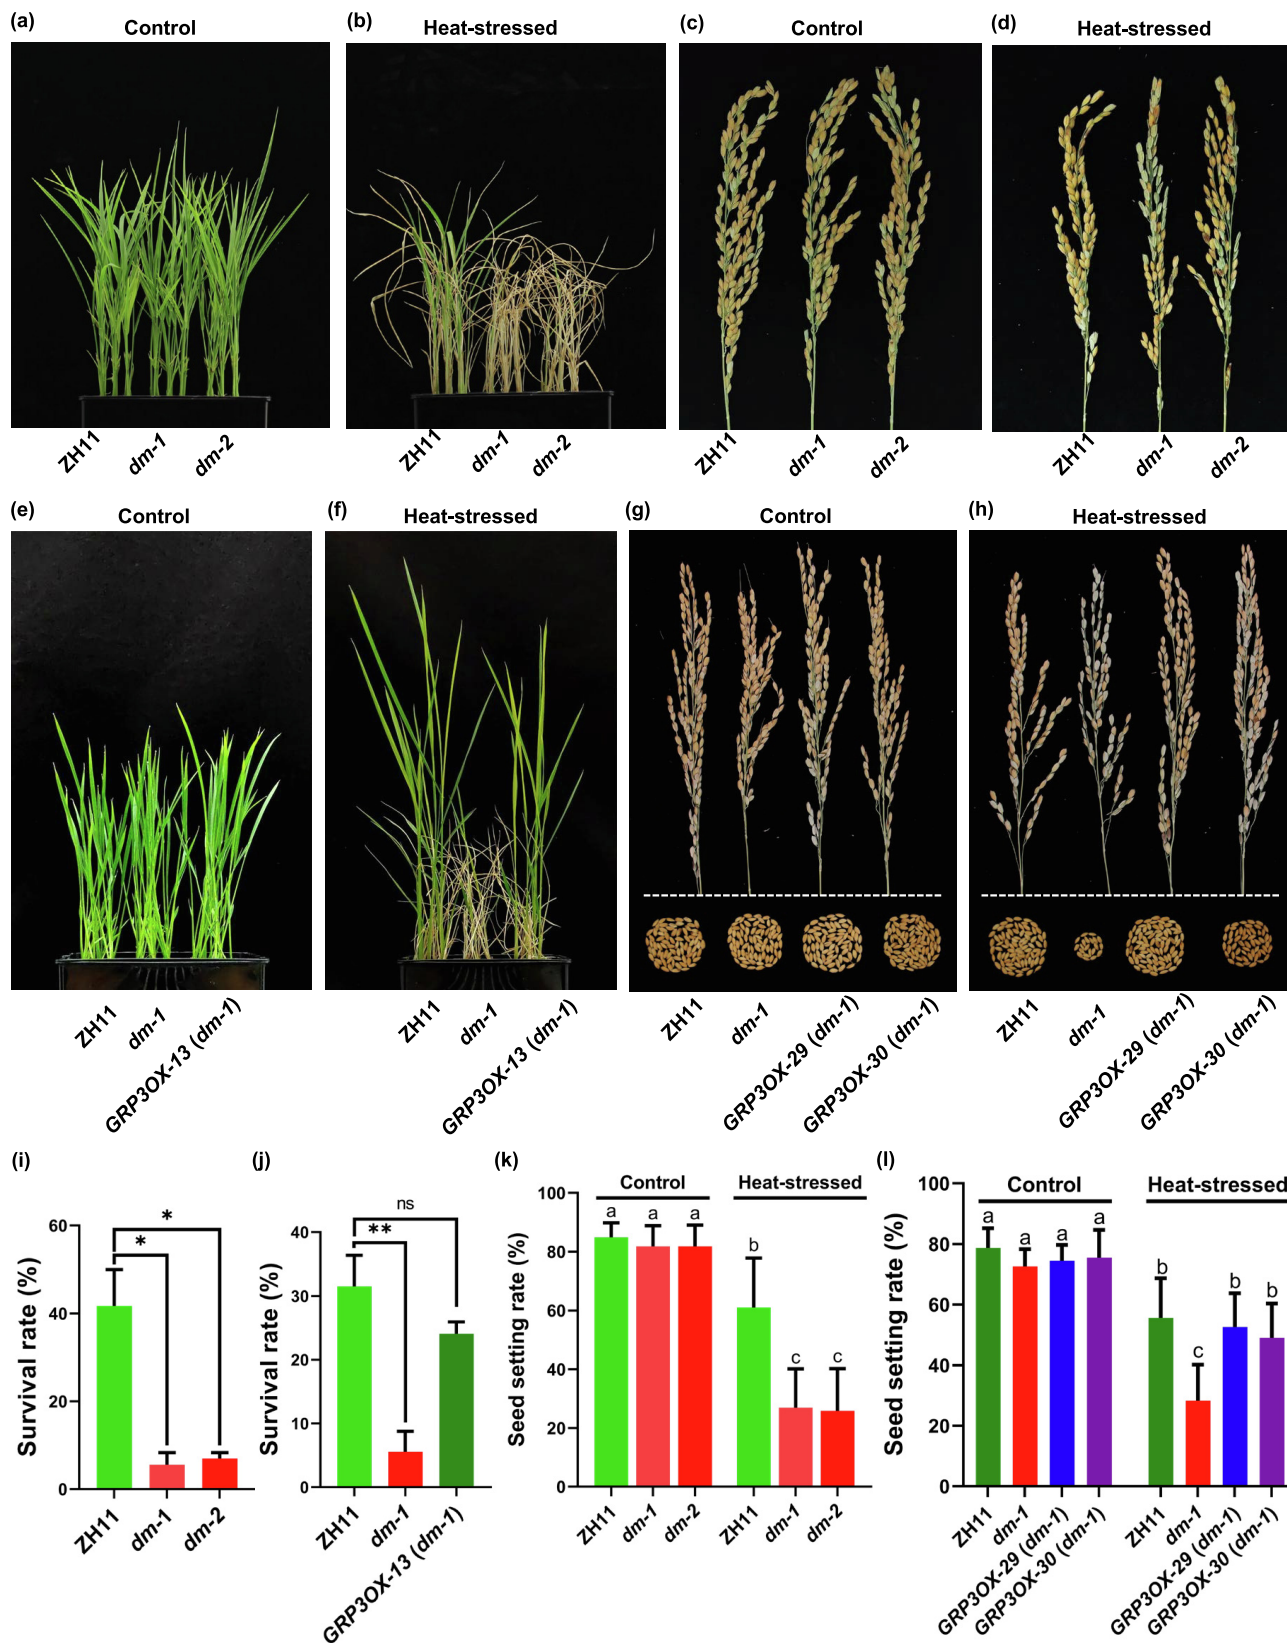 (a) Control
(b) Heat-stressed
(c) Control
(d) Heat-stressed
ZH11 dm-1 dm-2
ZH11 dm-1 dm-2
ZH11 dm-1 dm-2
ZH11 dm-1 dm-2
(e) Control
(f) Heat-stressed
(g) Control
(h) Heat-stressed
ZH11 dm-1 GRP3OX-13 (dm-1)
ZH11 dm-1 GRP3OX-13 (dm-1)
ZH11 dm-1 GRP3OX-29 (dm-1) GRP3OX-30 (dm-1)
ZH11 dm-1 GRP3OX-29 (dm-1) GRP3OX-30 (dm-1)
(i)
Survival rate (%)
60
40
20
0
* *
ZH11 dm-1 dm-2
(j)
Survival rate (%)
40
30
20
10
0
ns
**
ZH11 dm-1 GRP3OX-13 (dm-1)
(k)
Seed setting rate (%)
100
80
60
40
20
0
Control Heat-stressed
a a a b c c
ZH11 dm-1 dm-2 ZH11 dm-1 dm-2
(l)
Seed setting rate (%)
100
80
60
40
20
0
Control Heat-stressed
a a a a b c b b
ZH11 dm-1 GRP3OX-29 (dm-1) GRP3OX-30 (dm-1) ZH11 dm-1 GRP3OX-29 (dm-1) GRP3OX-30 (dm-1)